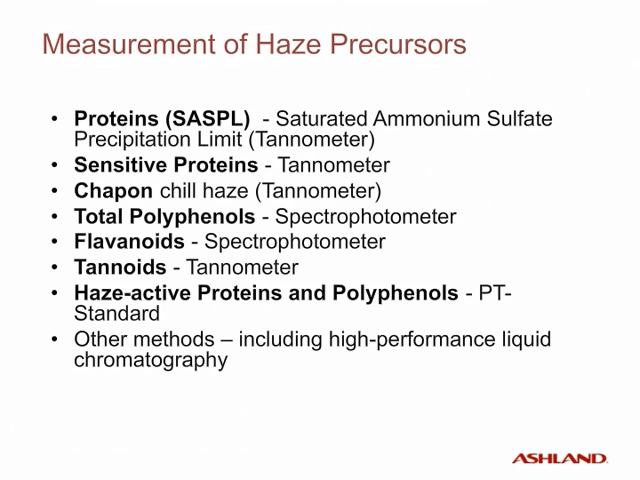 Measurement of Haze Precursors
• Proteins (SASPL) - Saturated Ammonium Sulfate
Precipitation Limit (Tannometer)
• Sensitive Proteins - Tannometer
• Chapon chill haze (Tannometer)
• Total Polyphenols - Spectrophotometer
• Flavanoids - Spectrophotometer
• Tannoids - Tannometer
• Haze-active Proteins and Polyphenols - PT-
Standard
• Other methods – including high-performance liquid
chromatography
ASHLAND.